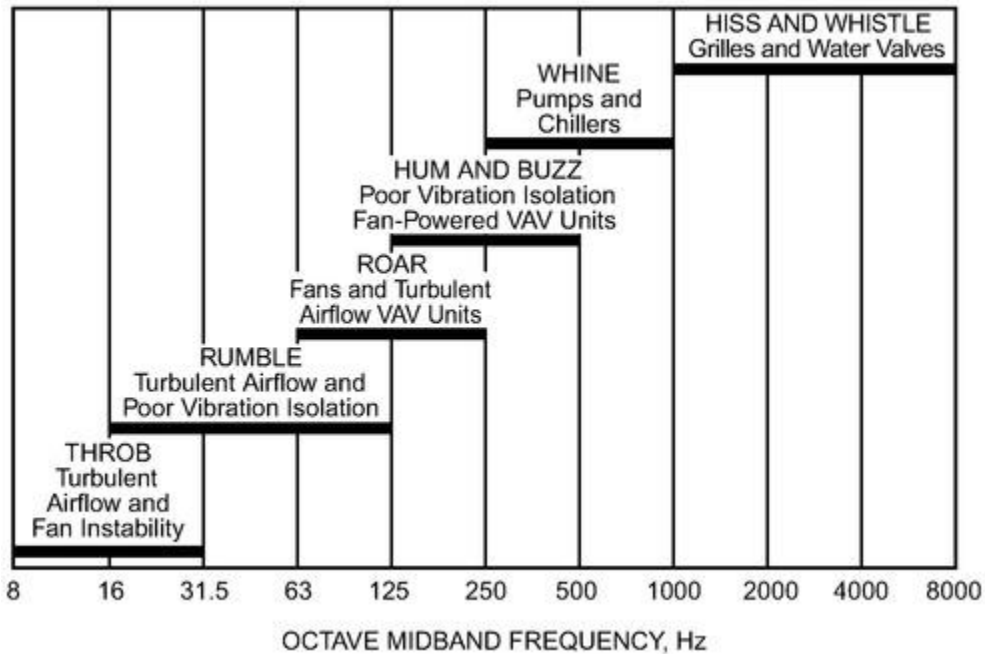 HISS AND WHISTLE
Grilles and Water Valves
WHINE
Pumps and
Chillers
HUM AND BUZZ
Poor Vibration Isolation
Fan-Powered VAV Units
ROAR
Fans and Turbulent
Airflow VAV Units
RUMBLE
Turbulent Airflow and
Poor Vibration Isolation
THROB
Turbulent
Airflow and
Fan Instability
8 16 31.5 63 125 250 500 1000 2000 4000 8000
OCTAVE MIDBAND FREQUENCY, Hz